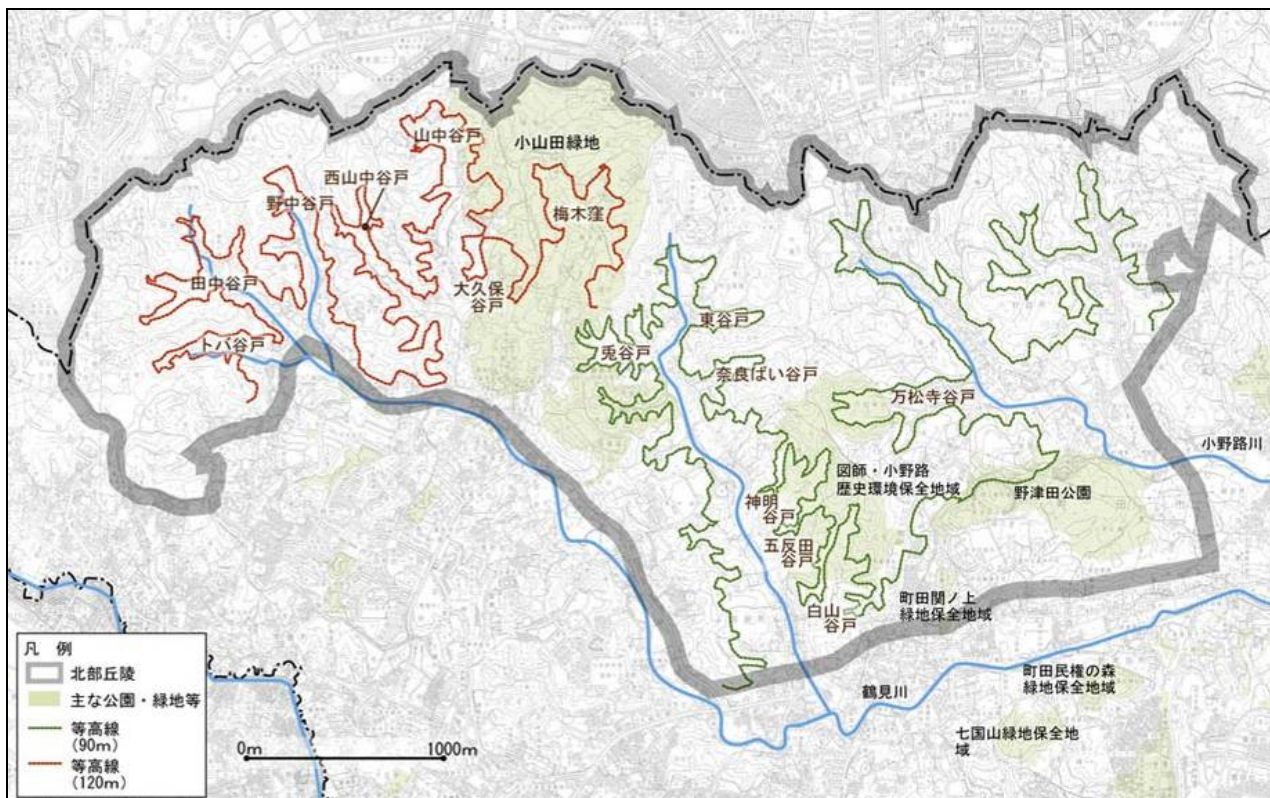 山中谷戸
小山田緑地
西山中谷戸
野中谷戸
梅木窪
田中谷戸
大久保
谷戸
トバ谷戸
東谷戸
兎谷戸
奈良ばい谷戸
万松寺谷戸
小野路川
図師・小野路
歴史環境保全地域
野津田公園
神明
谷戸
五反田
谷戸
白山
谷戸
町田関ノ上
緑地保全地域
町田民権の森
緑地保全地域
鶴見川
七国山緑地保全地
域
凡 例
北部丘陵
主な公園・緑地等
等高線
(90m)
等高線
(120m)
0m
1000m